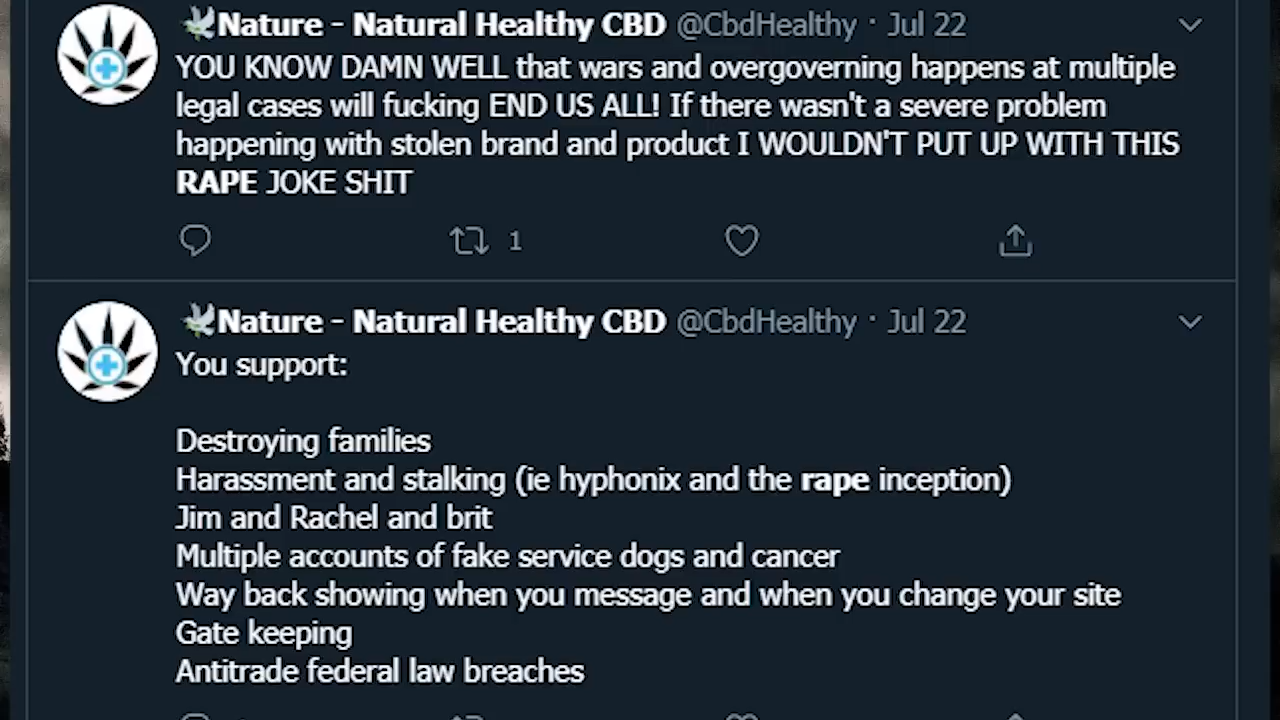 Nature - Natural Healthy CBD @CbdHealthy · Jul 22
YOU KNOW DAMN WELL that wars and overgoverning happens at multiple
legal cases will fucking END US ALL! If there wasn't a severe problem
happening with stolen brand and product I WOULDN'T PUT UP WITH THIS
RAPE JOKE SHIT
1
Nature - Natural Healthy CBD @CbdHealthy · Jul 22
You support:
Destroying families
Harassment and stalking (ie hyphonix and the rape inception)
Jim and Rachel and brit
Multiple accounts of fake service dogs and cancer
Way back showing when you message and when you change your site
Gate keeping
Antitrade federal law breaches